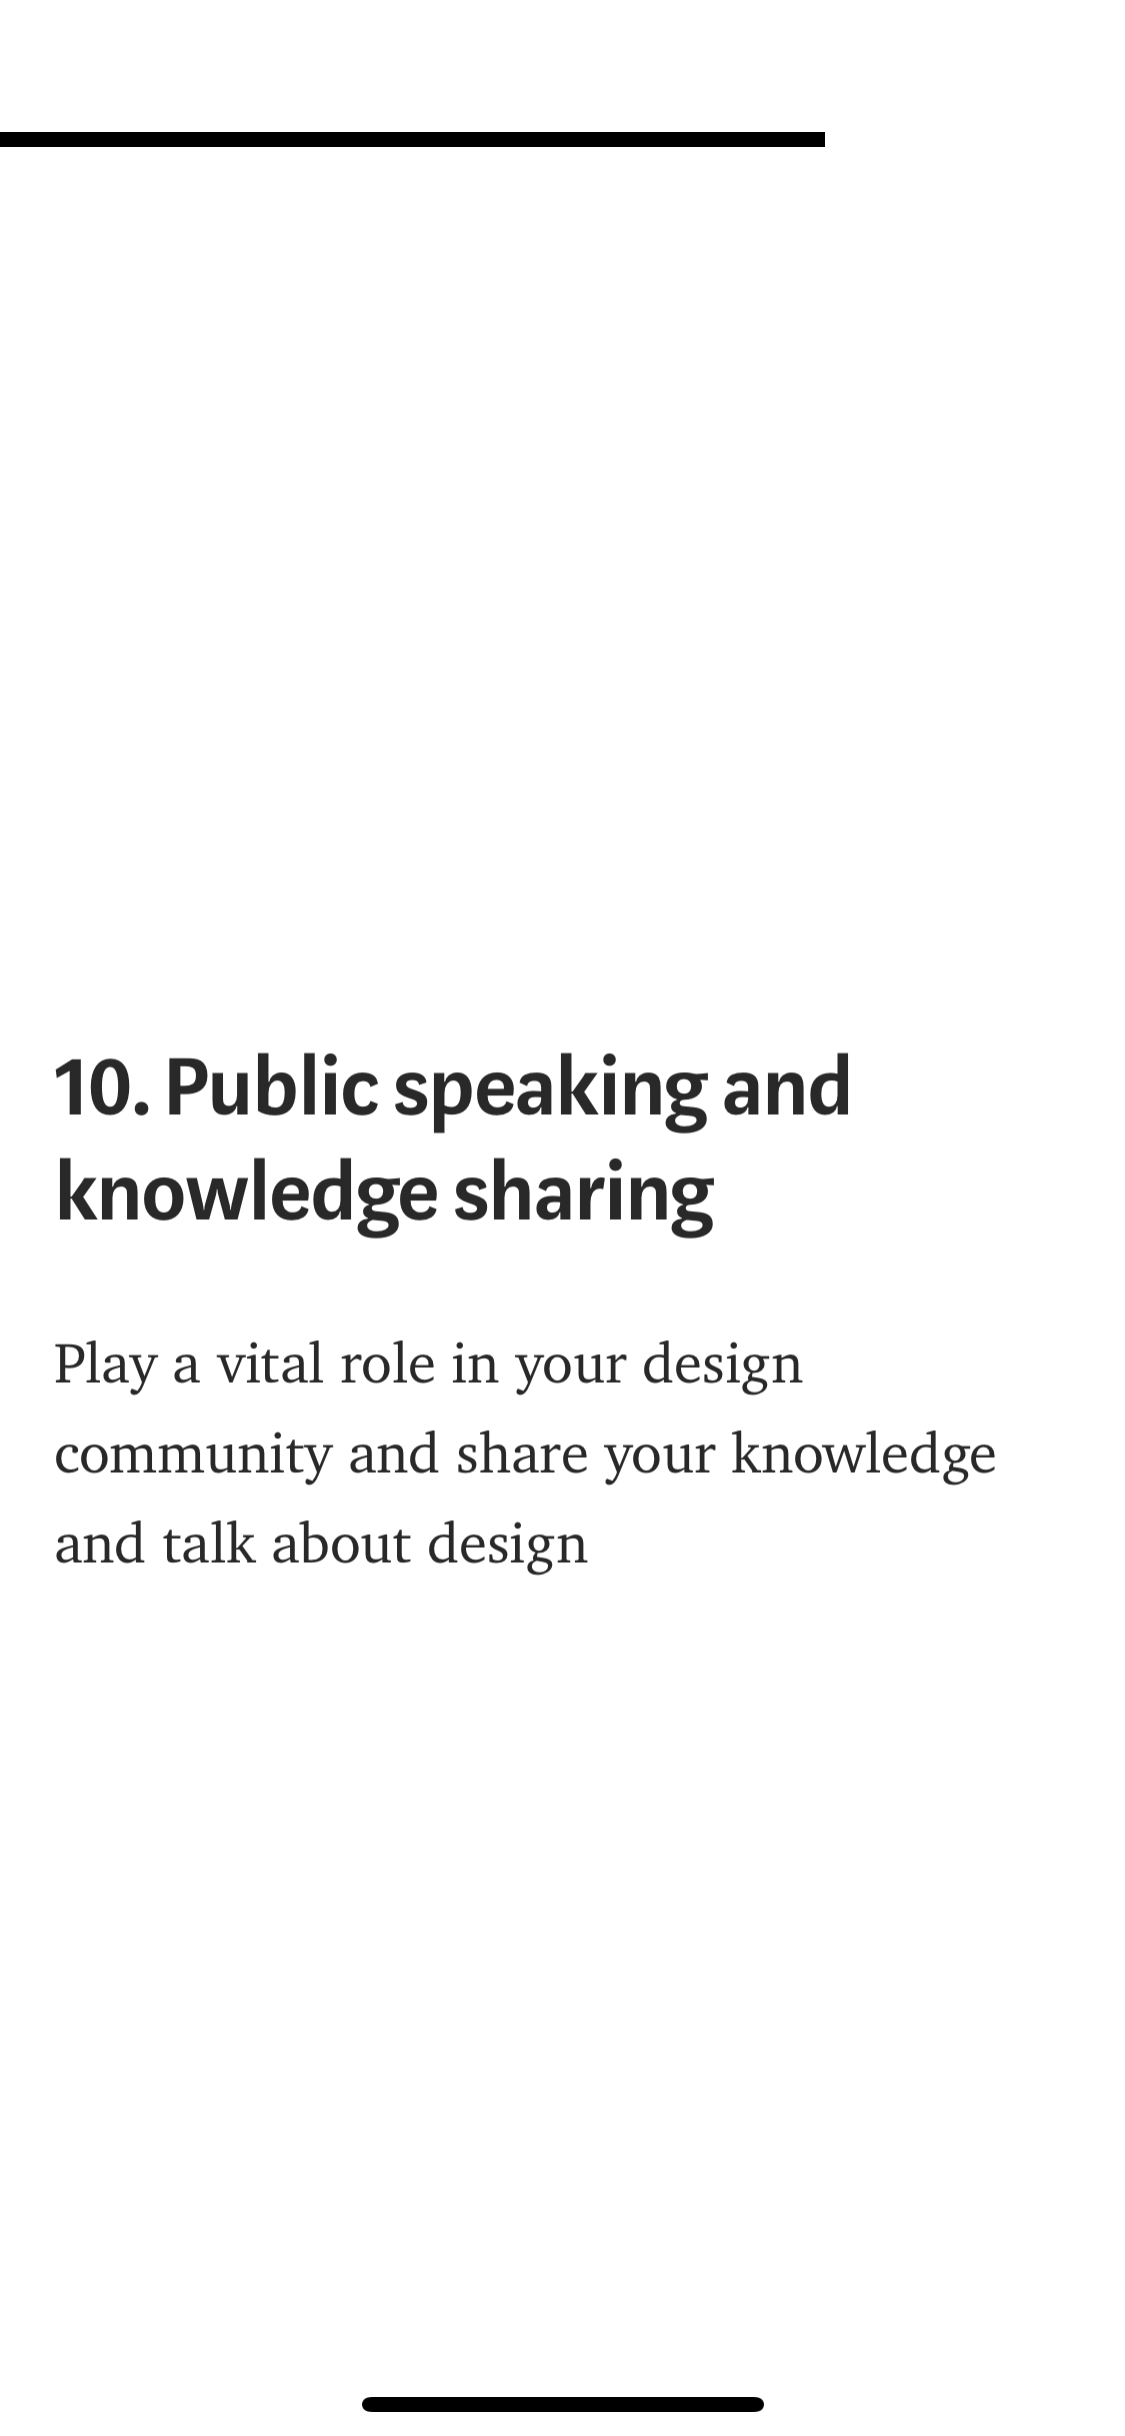 10. Public speaking and
knowledge sharing
Play a vital role in your design
community and share your knowledge
and talk about design